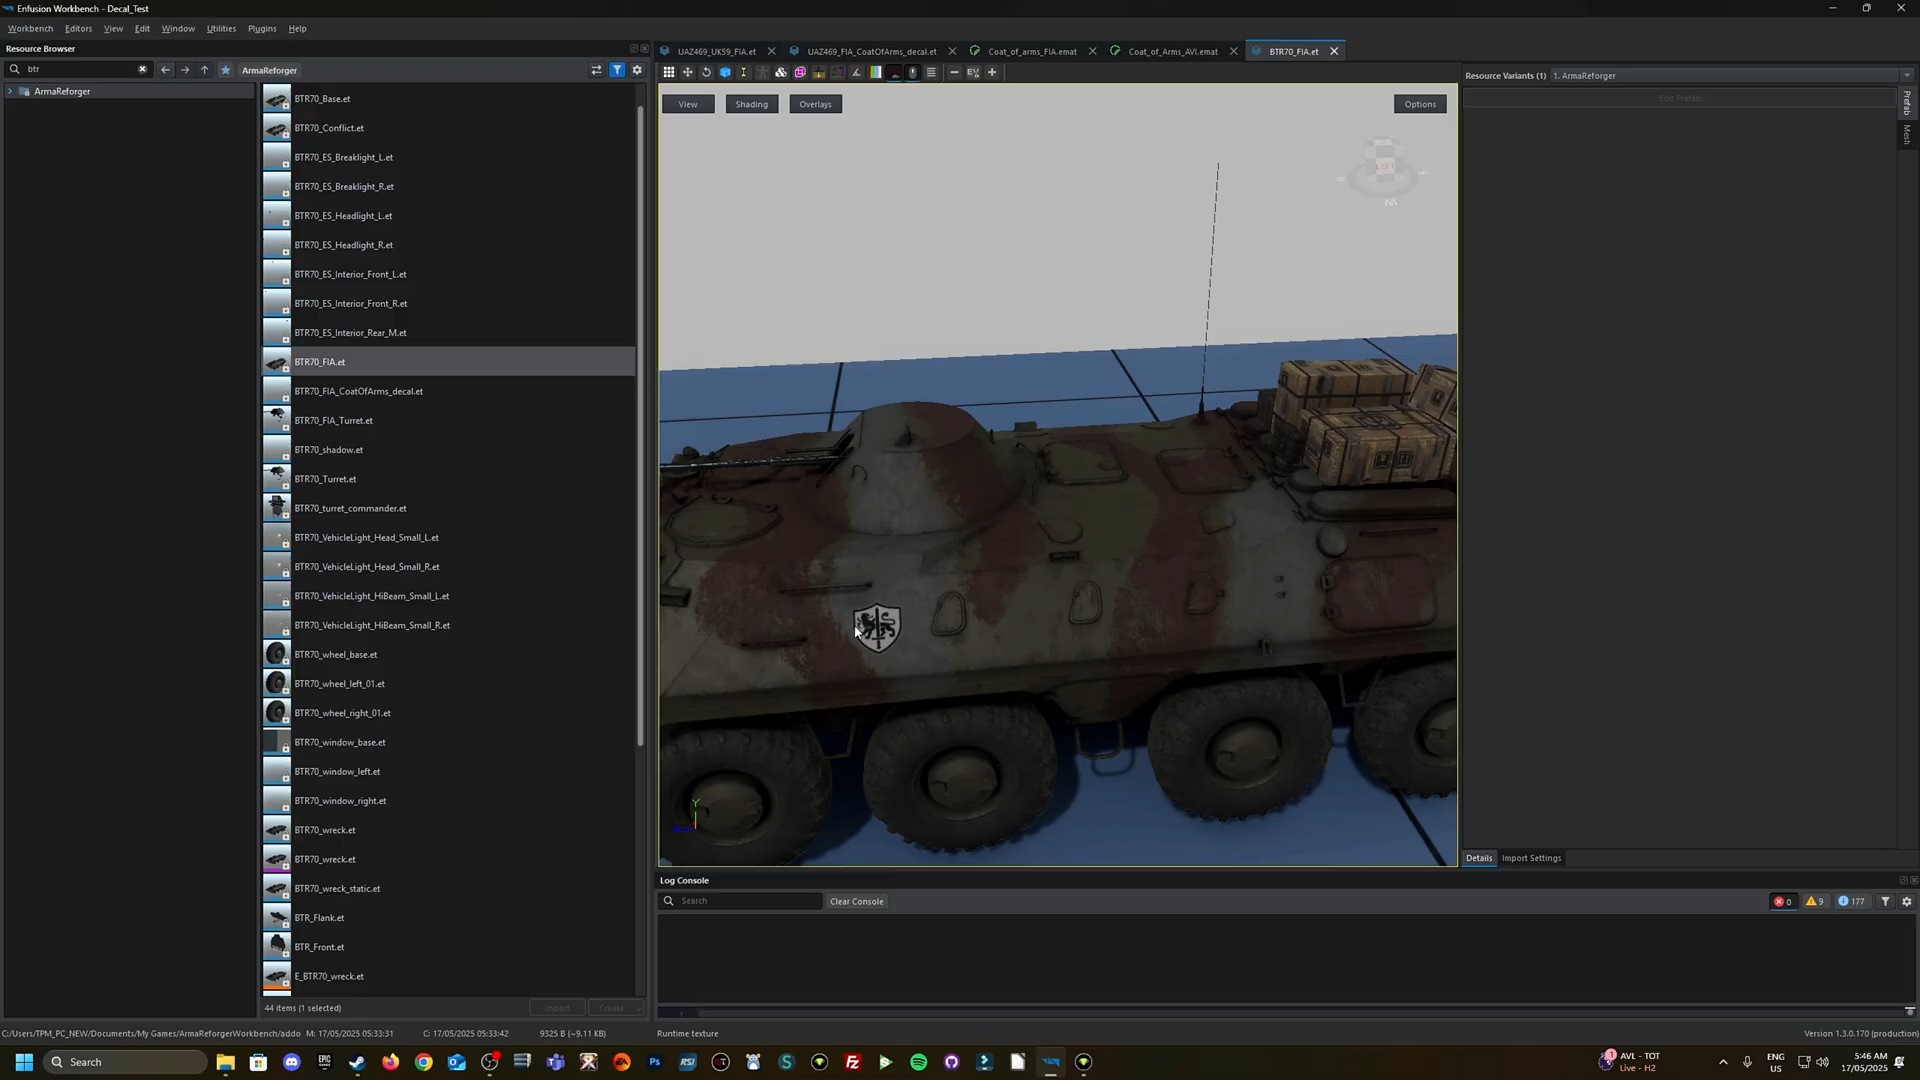 Enfusion Workbench - Decal_Test
Workbench Editors View Edit Window Utilities Plugins Help
Resource Browser
btr
ArmaReforger
ArmaReforger
BTR70_Base.et
BTR70_Conflict.et
BTR70_ES_Breaklight_L.et
BTR70_ES_Breaklight_R.et
BTR70_ES_Headlight_L.et
BTR70_ES_Headlight_R.et
BTR70_ES_Interior_Front_L.et
BTR70_ES_Interior_Front_R.et
BTR70_ES_Interior_Rear_M.et
BTR70_FIA.et
BTR70_FIA_CoatOfArms_decal.et
BTR70_FIA_Turret.et
BTR70_shadow.et
BTR70_Turret.et
BTR70_turret_commander.et
BTR70_VehicleLight_Head_Small_L.et
BTR70_VehicleLight_Head_Small_R.et
BTR70_VehicleLight_HiBeam_Small_L.et
BTR70_VehicleLight_HiBeam_Small_R.et
BTR70_wheel_base.et
BTR70_wheel_left_01.et
BTR70_wheel_right_01.et
BTR70_window_base.et
BTR70_window_left.et
BTR70_window_right.et
BTR70_wreck.et
BTR70_wreck.et
BTR70_wreck_static.et
BTR_Flank.et
BTR_Front.et
E_BTR70_wreck.et
44 items (1 selected)
Import Create
UAZ469_UK59_FIA.et UAZ469_FIA_CoatOfArms_decal.et Coat_of_arms_FIA.emat Coat_of_Arms_AVI.emat BTR70_FIA.et
EV
View Shading Overlays Options
Y
Resource Variants (1) 1. ArmaReforger
Edit Prefab
Prefab
Mesh
Details Import Settings
Log Console
Search Clear Console 0 9 177
1
C:/Users/TPM_PC_NEW/Documents/My Games/ArmaReforgerWorkbench/addo M: 17/05/2025 05:33:31 C: 17/05/2025 05:33:42 9325 B (~9.11 KB) Runtime texture Version 1.3.0.170 (production)
Search
AVL - TOT
Live - H2
ENG
US
5:46 AM
17/05/2025